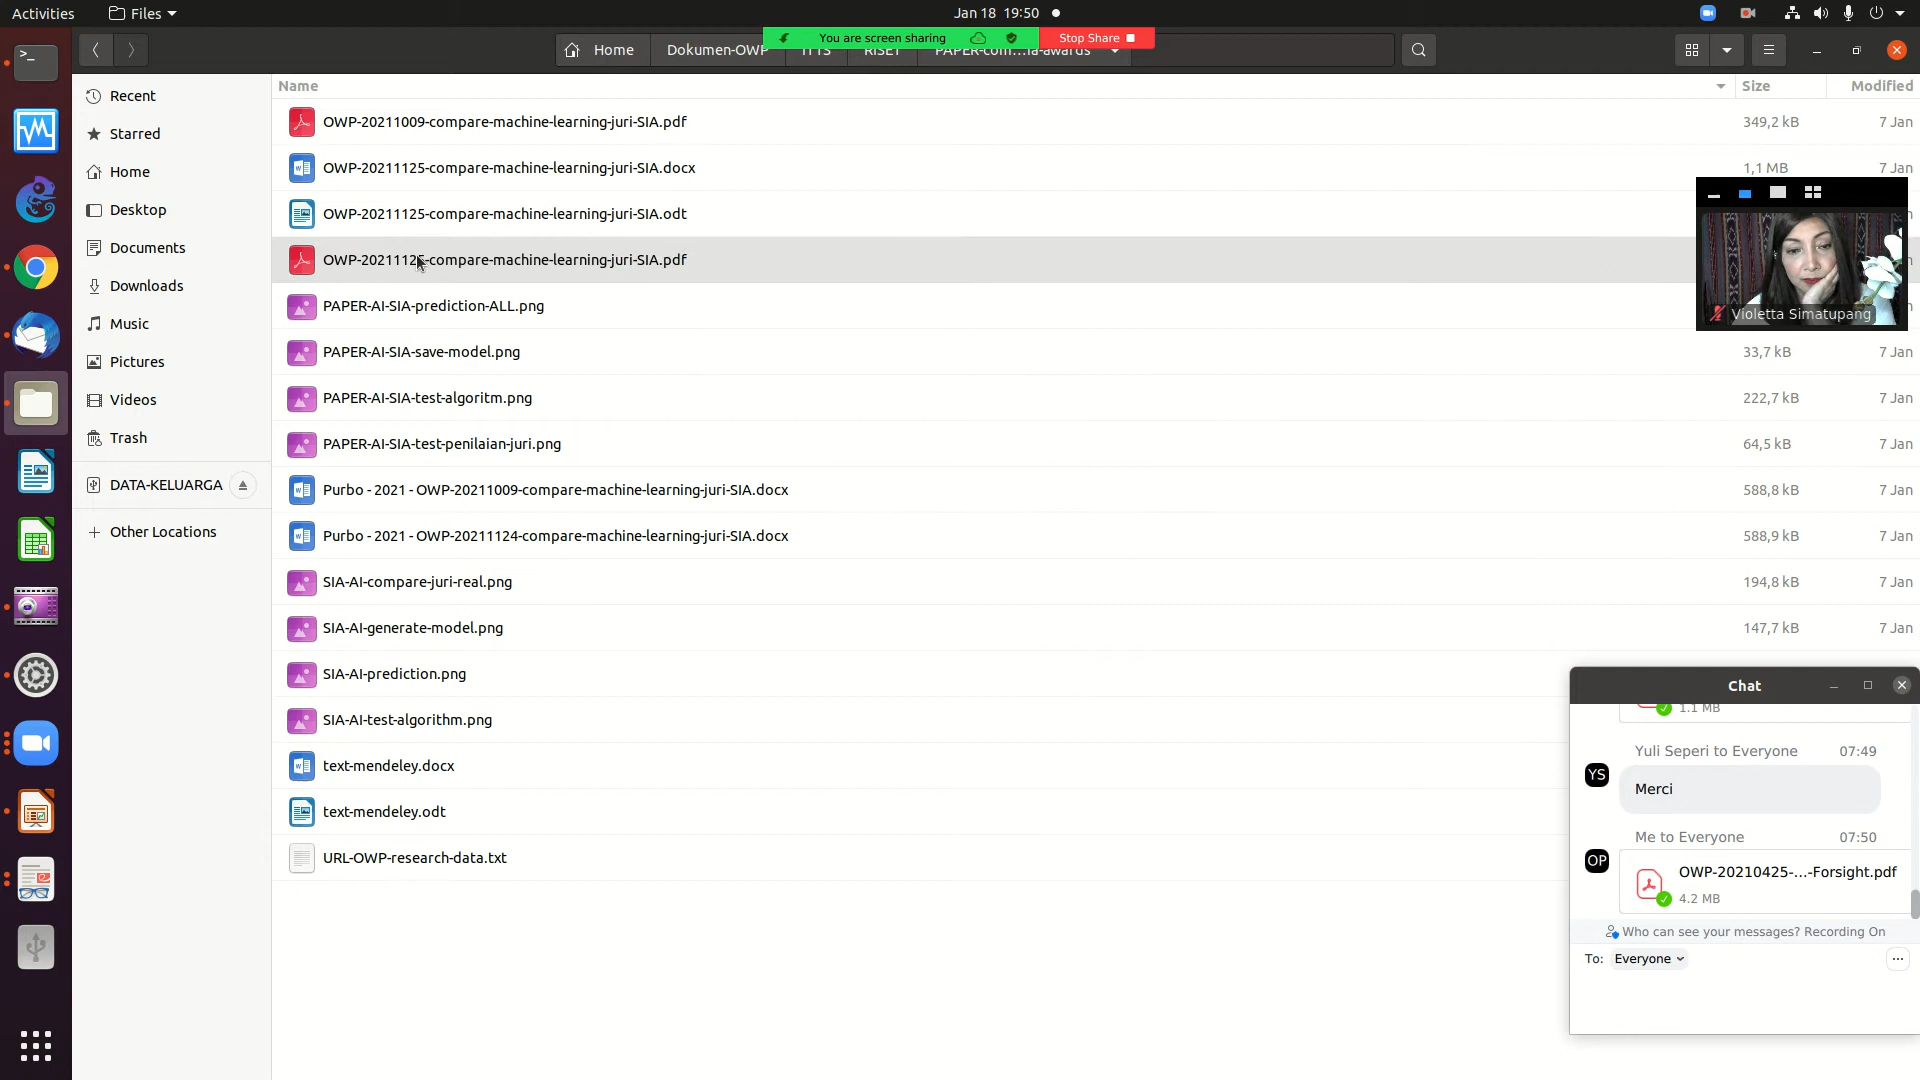 Activities Files Jan 18 19:50
You are screen sharing Stop Share
Home Dokumen-OWP TTS RISET PAPER-com...ia-awards
Name Size Modified
Recent
Starred
Home
Desktop
Documents
Downloads
Music
Pictures
Videos
Trash
DATA-KELUARGA
Other Locations
OWP-20211009-compare-machine-learning-juri-SIA.pdf 349,2 kB 7 Jan
OWP-20211125-compare-machine-learning-juri-SIA.docx 1,1 MB 7 Jan
OWP-20211125-compare-machine-learning-juri-SIA.odt
OWP-20211125-compare-machine-learning-juri-SIA.pdf
PAPER-AI-SIA-prediction-ALL.png
PAPER-AI-SIA-save-model.png 33,7 kB 7 Jan
PAPER-AI-SIA-test-algoritm.png 222,7 kB 7 Jan
PAPER-AI-SIA-test-penilaian-juri.png 64,5 kB 7 Jan
Purbo - 2021 - OWP-20211009-compare-machine-learning-juri-SIA.docx 588,8 kB 7 Jan
Purbo - 2021 - OWP-20211124-compare-machine-learning-juri-SIA.docx 588,9 kB 7 Jan
SIA-AI-compare-juri-real.png 194,8 kB 7 Jan
SIA-AI-generate-model.png 147,7 kB 7 Jan
SIA-AI-prediction.png
SIA-AI-test-algorithm.png
text-mendeley.docx
text-mendeley.odt
URL-OWP-research-data.txt
Violetta Simatupang
Chat
1.1 MB
Yuli Seperi to Everyone 07:49
YS
Merci
Me to Everyone 07:50
OP
OWP-20210425-...-Forsight.pdf
4.2 MB
Who can see your messages? Recording On
To: Everyone